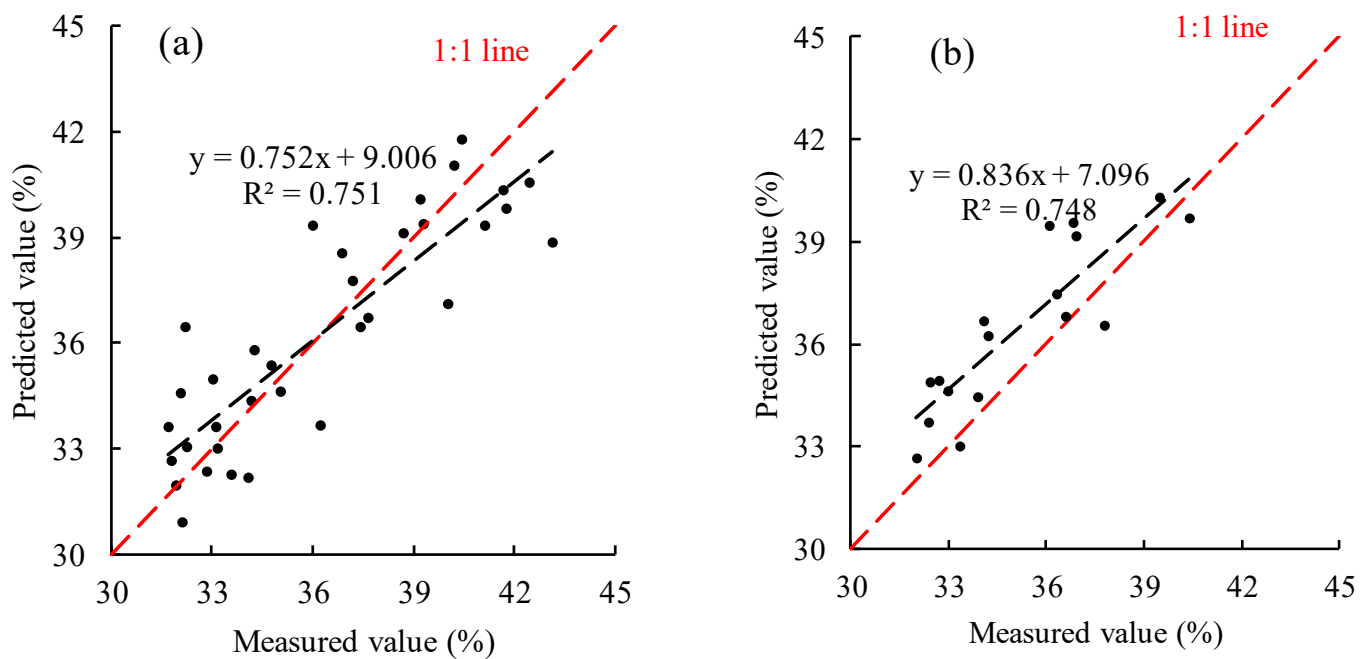 (a)
1:1 line
y = 0.752x + 9.006
R² = 0.751
45
42
39
36
33
30
30 33 36 39 42 45
Predicted value (%)
Measured value (%)
(b)
1:1 line
y = 0.836x + 7.096
R² = 0.748
45
42
39
36
33
30
30 33 36 39 42 45
Predicted value (%)
Measured value (%)